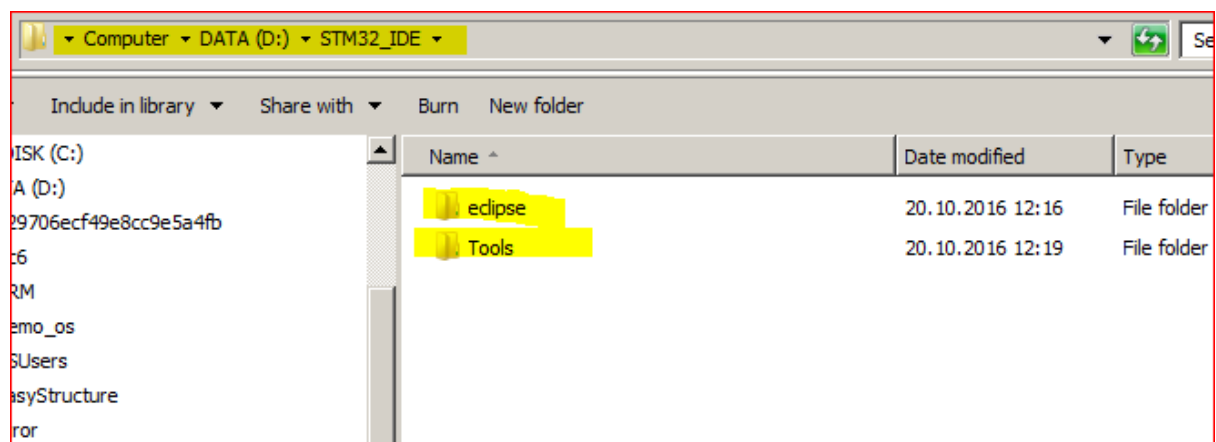 Computer DATA (D:) STM32_IDE Se
Include in library Share with Burn New folder
ISK (C:)
A (D:)
29706ecf49e8cc9e5a4fb
c6
RM
emo_os
SUsers
asyStructure
ror
Name Date modified Type
eclipse 20.10.2016 12:16 File folder
Tools 20.10.2016 12:19 File folder